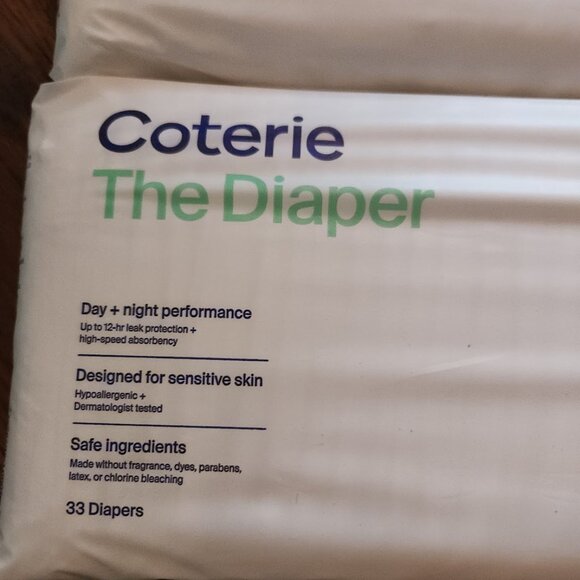 Coterie
The Diaper
Day + night performance
Up to 12-hr leak protection +
high-speed absorbency
Designed for sensitive skin
Hypoallergenic +
Dermatologist tested
Safe ingredients
Made without fragrance, dyes, parabens,
latex, or chlorine bleaching
33 Diapers